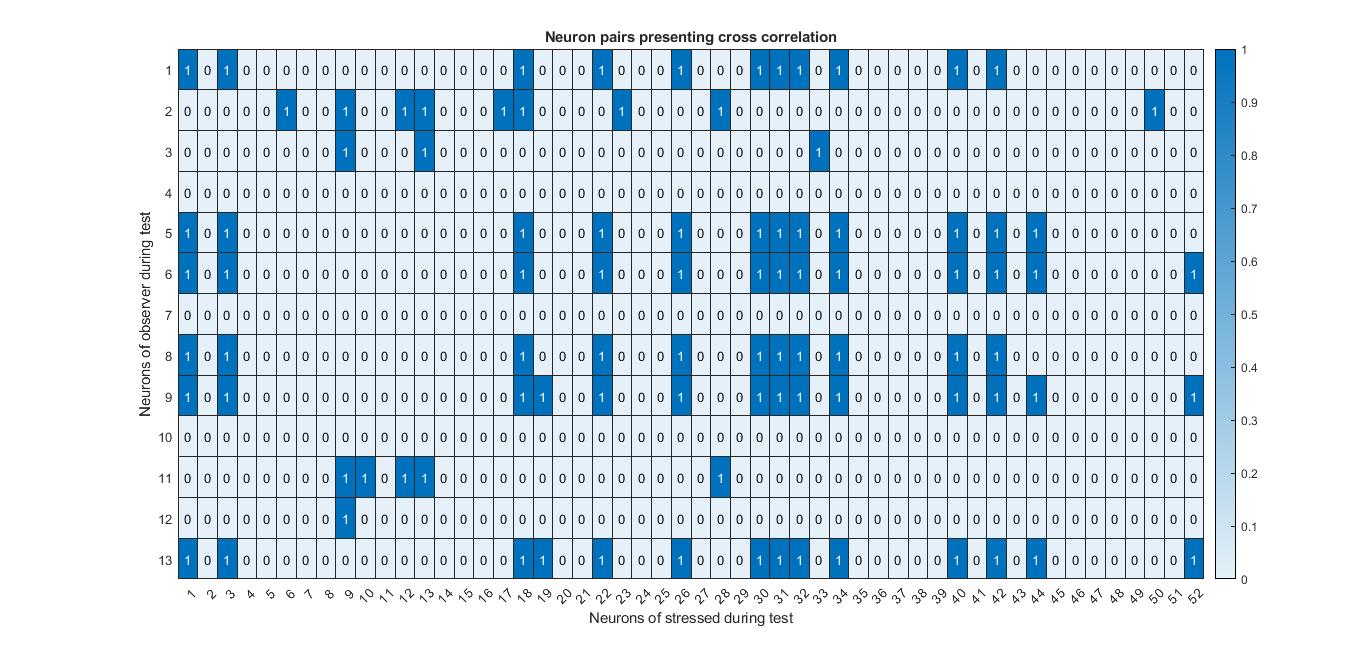 Neuron pairs presenting cross correlation
1 1 0 1 0 0 0 0 0 0 0 0 0 0 0 0 0 0 1 0 0 0 1 0 0 0 1 0 0 0 1 1 1 0 1 0 0 0 0 0 1 0 1 0 0 0 0 0 0 0 0 0 0
2 0 0 0 0 0 1 0 0 1 0 0 1 1 0 0 0 1 1 0 0 0 0 1 0 0 0 0 1 0 0 0 0 0 0 0 0 0 0 0 0 0 0 0 0 0 0 0 0 0 1 0 0
3 0 0 0 0 0 0 0 0 1 0 0 0 1 0 0 0 0 0 0 0 0 0 0 0 0 0 0 0 0 0 0 0 1 0 0 0 0 0 0 0 0 0 0 0 0 0 0 0 0 0 0 0
4 0 0 0 0 0 0 0 0 0 0 0 0 0 0 0 0 0 0 0 0 0 0 0 0 0 0 0 0 0 0 0 0 0 0 0 0 0 0 0 0 0 0 0 0 0 0 0 0 0 0 0 0
5 1 0 1 0 0 0 0 0 0 0 0 0 0 0 0 0 0 1 0 0 0 1 0 0 0 1 0 0 0 1 1 1 0 1 0 0 0 0 0 1 0 1 0 1 0 0 0 0 0 0 0 0
6 1 0 1 0 0 0 0 0 0 0 0 0 0 0 0 0 0 1 0 0 0 1 0 0 0 1 0 0 0 1 1 1 0 1 0 0 0 0 0 1 0 1 0 1 0 0 0 0 0 0 0 1
7 0 0 0 0 0 0 0 0 0 0 0 0 0 0 0 0 0 0 0 0 0 0 0 0 0 0 0 0 0 0 0 0 0 0 0 0 0 0 0 0 0 0 0 0 0 0 0 0 0 0 0 0
8 1 0 1 0 0 0 0 0 0 0 0 0 0 0 0 0 0 1 0 0 0 1 0 0 0 1 0 0 0 1 1 1 0 1 0 0 0 0 0 1 0 1 0 0 0 0 0 0 0 0 0 0
9 1 0 1 0 0 0 0 0 0 0 0 0 0 0 0 0 0 1 1 0 0 1 0 0 0 1 0 0 0 1 1 1 0 1 0 0 0 0 0 1 0 1 0 1 0 0 0 0 0 0 0 1
10 0 0 0 0 0 0 0 0 0 0 0 0 0 0 0 0 0 0 0 0 0 0 0 0 0 0 0 0 0 0 0 0 0 0 0 0 0 0 0 0 0 0 0 0 0 0 0 0 0 0 0 0
11 0 0 0 0 0 0 0 0 1 1 0 1 1 0 0 0 0 0 0 0 0 0 0 0 0 0 0 1 0 0 0 0 0 0 0 0 0 0 0 0 0 0 0 0 0 0 0 0 0 0 0 0
12 0 0 0 0 0 0 0 0 1 0 0 0 0 0 0 0 0 0 0 0 0 0 0 0 0 0 0 0 0 0 0 0 0 0 0 0 0 0 0 0 0 0 0 0 0 0 0 0 0 0 0 0
13 1 0 1 0 0 0 0 0 0 0 0 0 0 0 0 0 0 1 1 0 0 1 0 0 0 1 0 0 0 1 1 1 0 1 0 0 0 0 0 1 0 1 0 1 0 0 0 0 0 0 0 1
1 2 3 4 5 6 7 8 9 10 11 12 13 14 15 16 17 18 19 20 21 22 23 24 25 26 27 28 29 30 31 32 33 34 35 36 37 38 39 40 41 42 43 44 45 46 47 48 49 50 51 52
Neurons of stressed during test
Neurons of observer during test
1
0.9
0.8
0.7
0.6
0.5
0.4
0.3
0.2
0.1
0